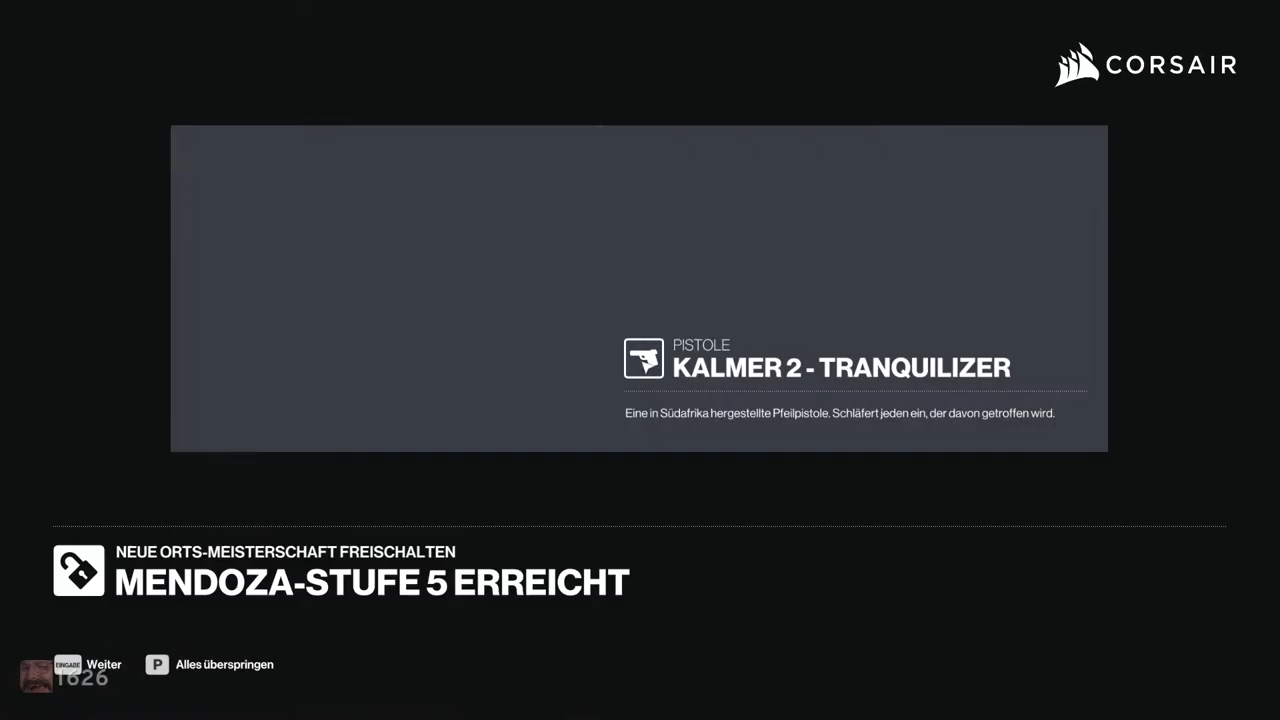 CORSAIR
PISTOLE
KALMER 2 - TRANQUILIZER
Eine in Südafrika hergestellte Pfeilpistole. Schläfert jeden ein, der davon getroffen wird.
NEUE ORTS-MEISTERSCHAFT FREISCHALTEN
MENDOZA-STUFE 5 ERREICHT
EINGABE Weiter P Alles überspringen
1626